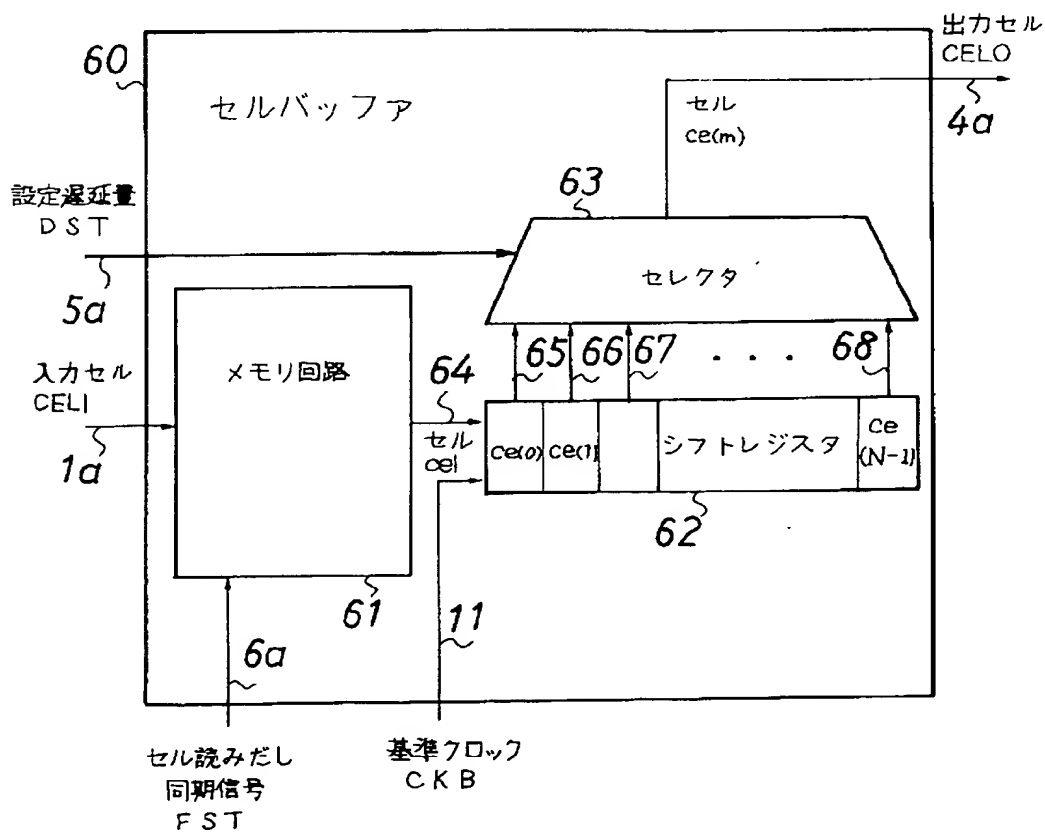 出力セル
CELO
60
セルバッファ
セル
ce(m)
4a
設定遅延量
DST
63
5a
セレクタ
65
66
67
. . .
68
入力セル
CELI
メモリ回路
64
セル
cel
1a
ce(0)
ce(1)
シフトレジスタ
ce
(N-1)
62
61
11
6a
セル読みだし
同期信号
FST
基準クロック
CKB